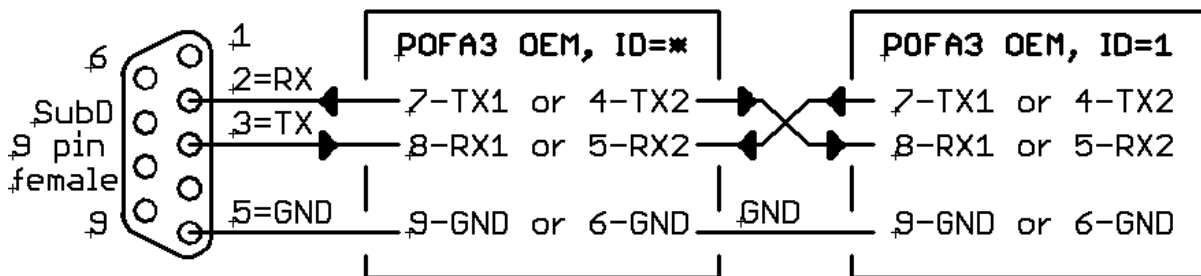 1
6
2=RX
SubD
3=TX
9 pin
female
5=GND
9
POFA3 OEM, ID=*
7-TX1 or 4-TX2
8-RX1 or 5-RX2
9-GND or 6-GND
GND
POFA3 OEM, ID=1
7-TX1 or 4-TX2
8-RX1 or 5-RX2
9-GND or 6-GND